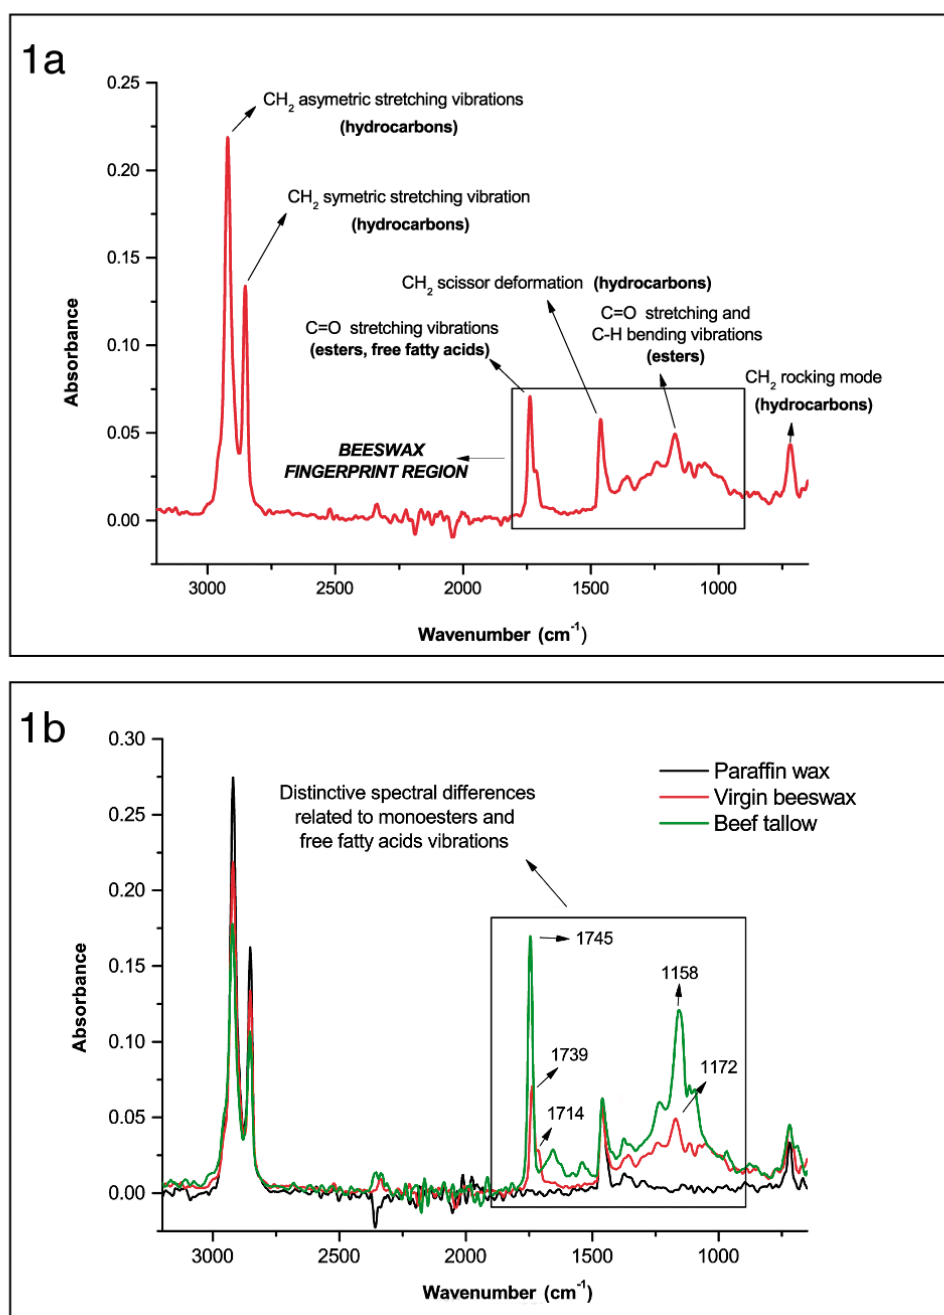 1a
CH2 asymetric stretching vibrations
(hydrocarbons)
CH2 symetric stretching vibration
(hydrocarbons)
CH2 scissor deformation (hydrocarbons)
C=O stretching vibrations
(esters, free fatty acids)
C=O stretching and
C-H bending vibrations
(esters)
CH2 rocking mode
(hydrocarbons)
BEESWAX
FINGERPRINT REGION
Absorbance
0.25
0.20
0.15
0.10
0.05
0.00
3000 2500 2000 1500 1000
Wavenumber (cm-1)
1b
Paraffin wax
Virgin beeswax
Beef tallow
Distinctive spectral differences
related to monoesters and
free fatty acids vibrations
1745
1158
1739
1172
1714
Absorbance
0.30
0.25
0.20
0.15
0.10
0.05
0.00
3000 2500 2000 1500 1000
Wavenumber (cm-1)